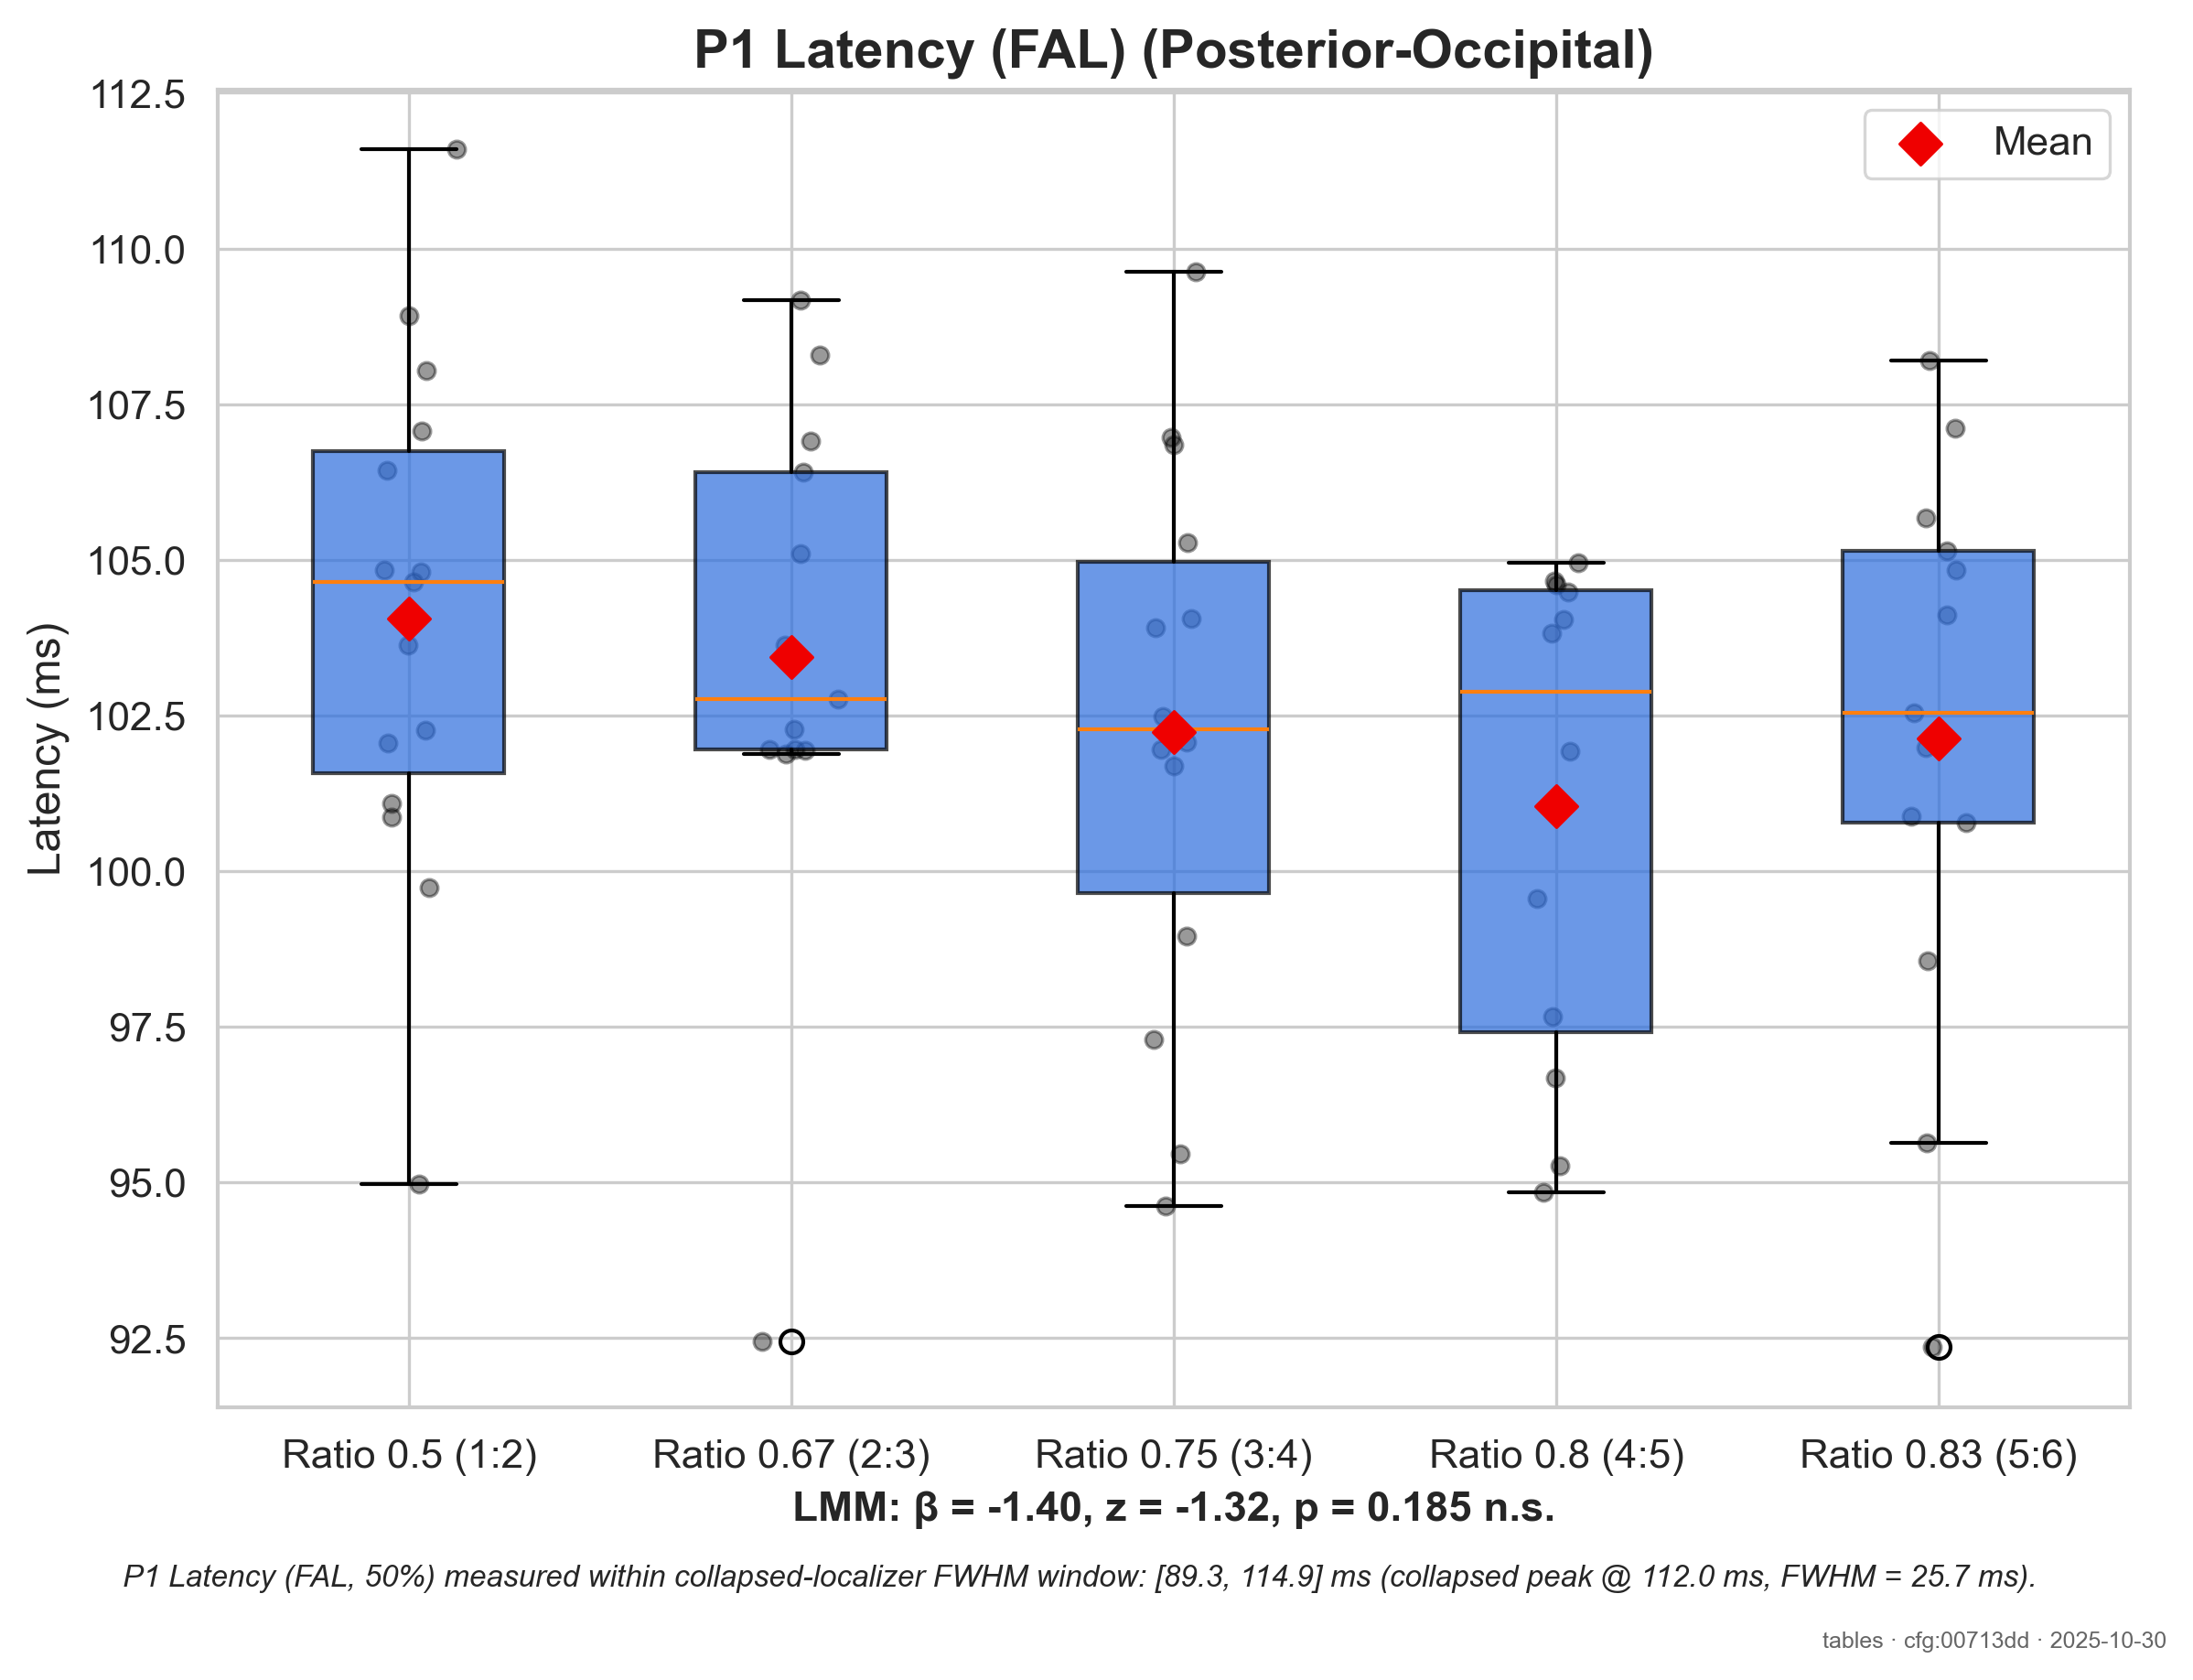 P1 Latency (FAL) (Posterior-Occipital)
112.5
110.0
107.5
105.0
102.5
100.0
97.5
95.0
92.5
Latency (ms)
Mean
Ratio 0.5 (1:2)
Ratio 0.67 (2:3)
Ratio 0.75 (3:4)
Ratio 0.8 (4:5)
Ratio 0.83 (5:6)
LMM: β = -1.40, z = -1.32, p = 0.185 n.s.
P1 Latency (FAL, 50%) measured within collapsed-localizer FWHM window: [89.3, 114.9] ms (collapsed peak @ 112.0 ms, FWHM = 25.7 ms).
tables · cfg:00713dd · 2025-10-30